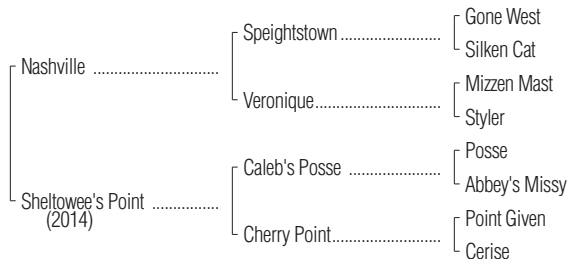 Gone West
Speightstown
Silken Cat
Nashville
Mizzen Mast
Veronique
Styler
Posse
Caleb's Posse
Abbey's Missy
Sheltowee's Point
(2014)
Point Given
Cherry Point
Cerise